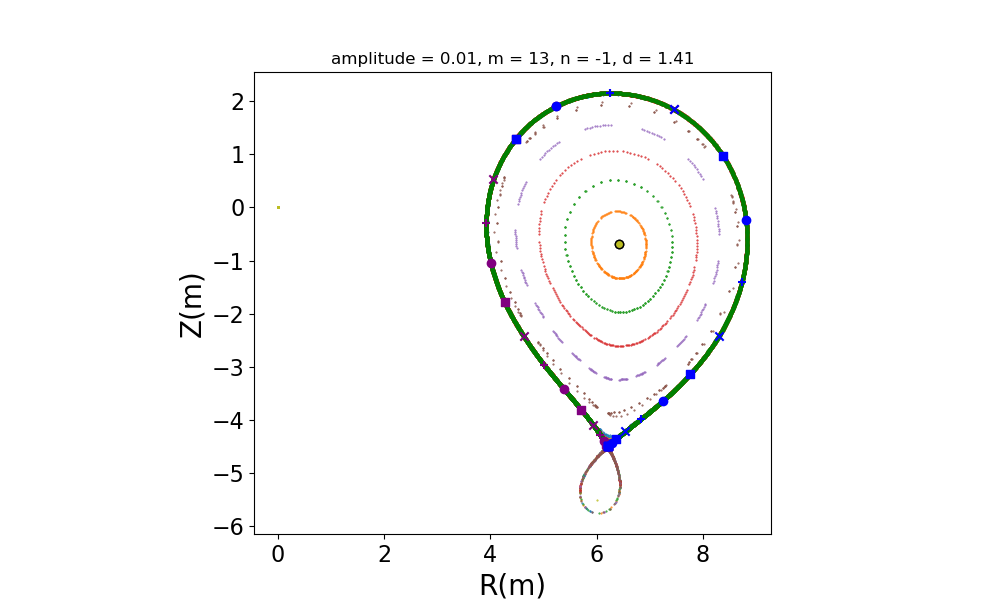 amplitude = 0.01, m = 13, n = -1, d = 1.41
2
1
0
−1
−2
−3
−4
−5
−6
Z(m)
0 2 4 6 8
R(m)